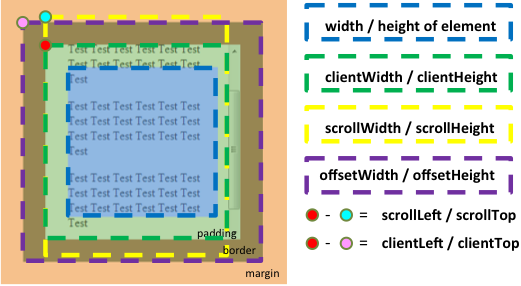 Test Test Test Test Test Test
Test Test Test Test Test Test
Test
Test Test Test Test Test Test
Test Test Test Test Test Test
Test Test Test Test Test Test
Test
Test Test Test Test Test Test
Test Test Test Test Test Test
Test Test Test Test Test Test
Test
padding
border
margin
width / height of element
clientWidth / clientHeight
scrollWidth / scrollHeight
offsetWidth / offsetHeight
- = scrollLeft / scrollTop
- = clientLeft / clientTop